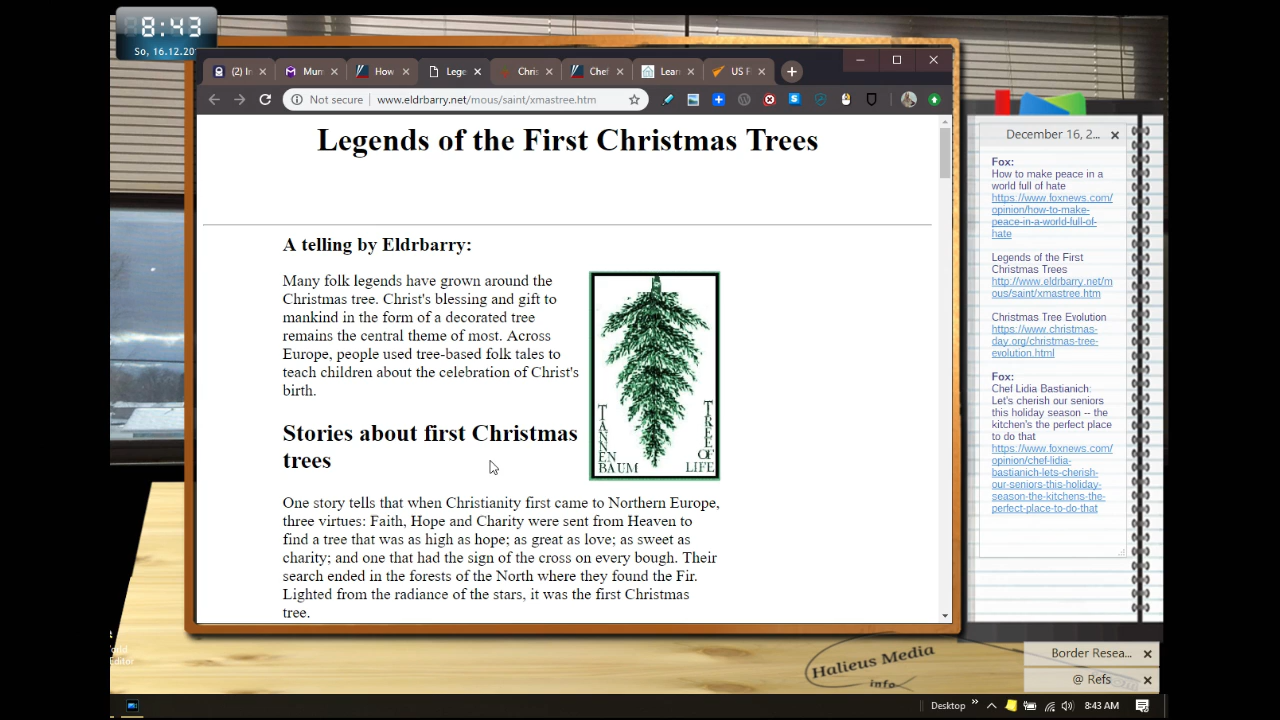 8:43
So, 16.12.20
(2) I
Mur
How
Lege
Chris
Chef
Lear
US F
Not secure
www.eldrbarry.net/mous/saint/xmastree.htm
Legends of the First Christmas Trees
A telling by Eldrbarry:
Many folk legends have grown around the
Christmas tree. Christ's blessing and gift to
mankind in the form of a decorated tree
remains the central theme of most. Across
Europe, people used tree-based folk tales to
teach children about the celebration of Christ's
birth.
TANNEN
BAUM
TREE
OF
LIFE
Stories about first Christmas
trees
One story tells that when Christianity first came to Northern Europe,
three virtues: Faith, Hope and Charity were sent from Heaven to
find a tree that was as high as hope; as great as love; as sweet as
charity; and one that had the sign of the cross on every bough. Their
search ended in the forests of the North where they found the Fir.
Lighted from the radiance of the stars, it was the first Christmas
tree.
December 16, 2...
Fox:
How to make peace in a
world full of hate
https://www.foxnews.com/
opinion/how-to-make-
peace-in-a-world-full-of-
hate
Legends of the First
Christmas Trees
http://www.eldrbarry.net/m
ous/saint/xmastree.htm
Christmas Tree Evolution
https://www.christmas-
day.org/christmas-tree-
evolution.html
Fox:
Chef Lidia Bastianich:
Let's cherish our seniors
this holiday season -- the
kitchen's the perfect place
to do that
https://www.foxnews.com/
opinion/chef-lidia-
bastianich-lets-cherish-
our-seniors-this-holiday-
season-the-kitchens-the-
perfect-place-to-do-that
Halieus Media
info
Border Resea...
@ Refs
orld
Editor
Desktop
8:43 AM